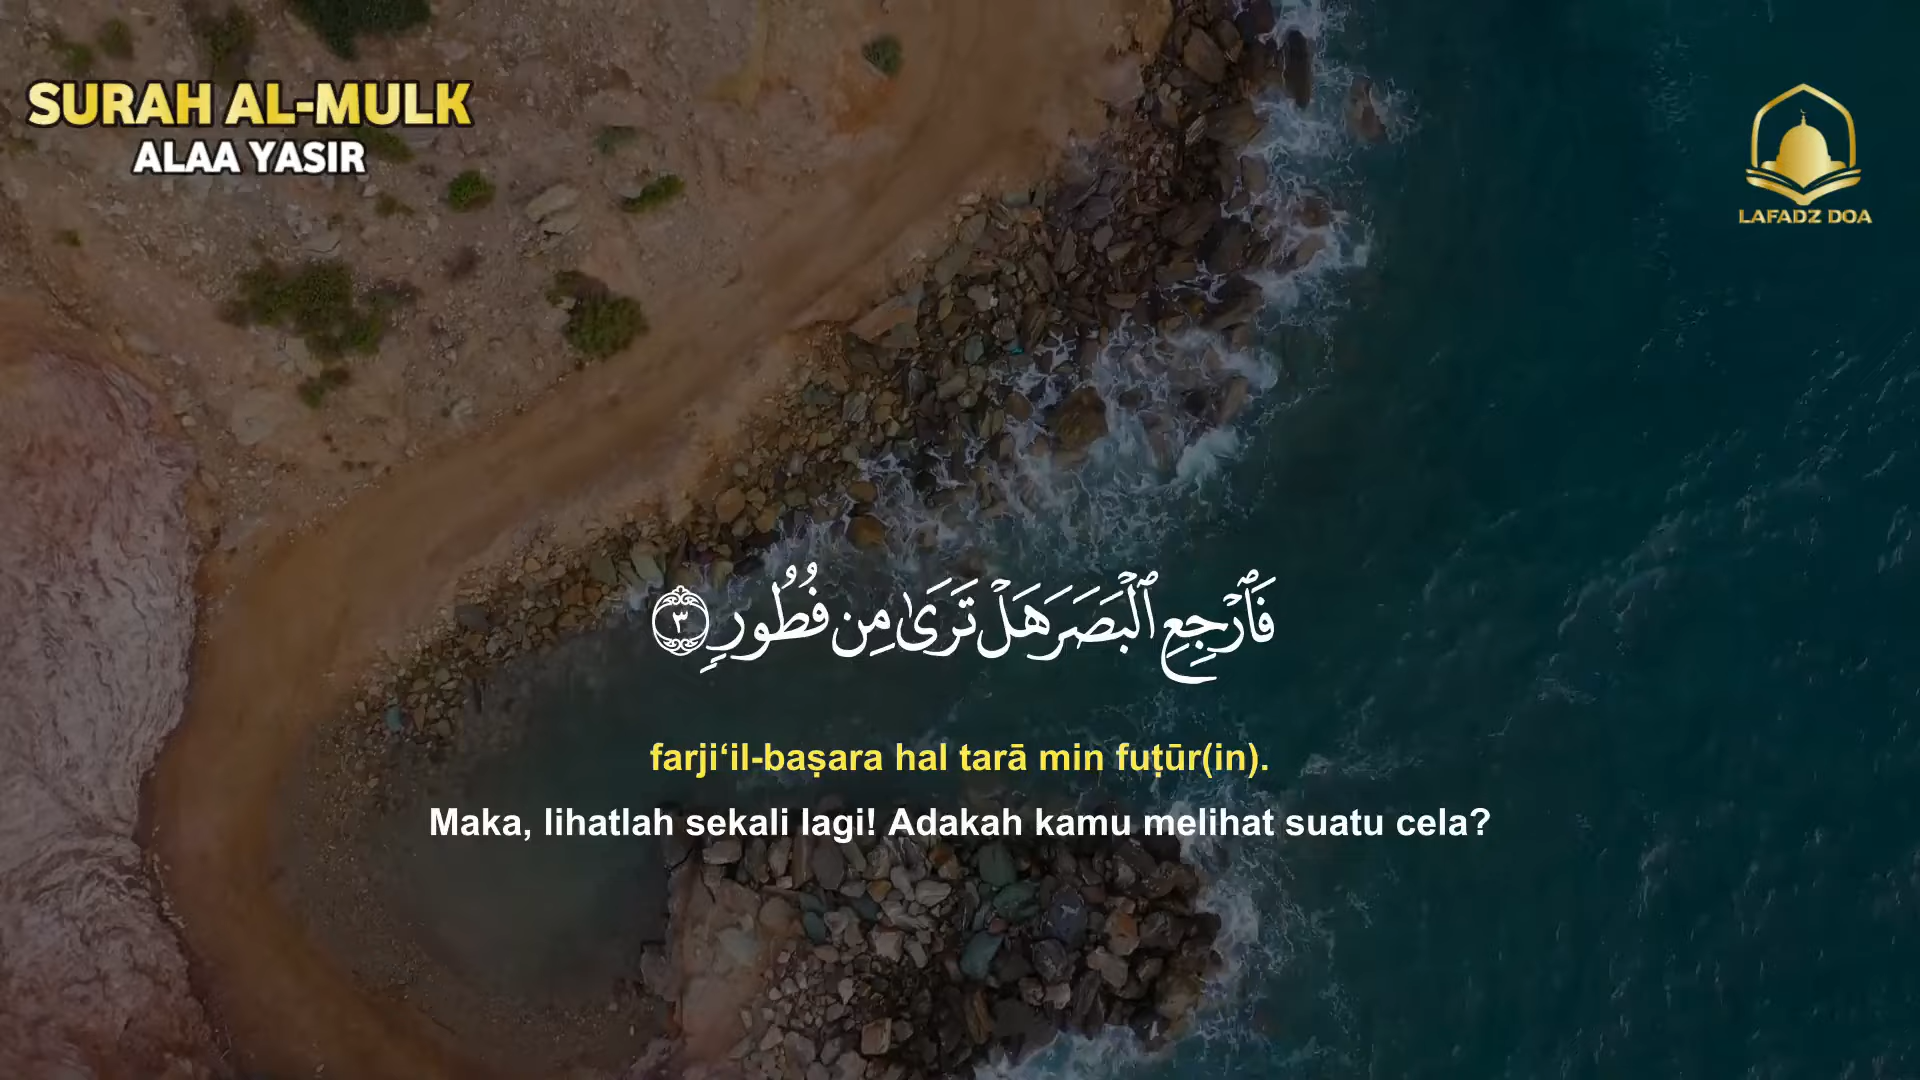 SURAH AL-MULK
ALAA YASIR
LAFADZ DOA
فَٱرْجِعِ ٱلْبَصَرَ هَلْ تَرَىٰ مِن فُطُورٍ ٣
farji‘il-baṣara hal tarā min fuṭūr(in).
Maka, lihatlah sekali lagi! Adakah kamu melihat suatu cela?